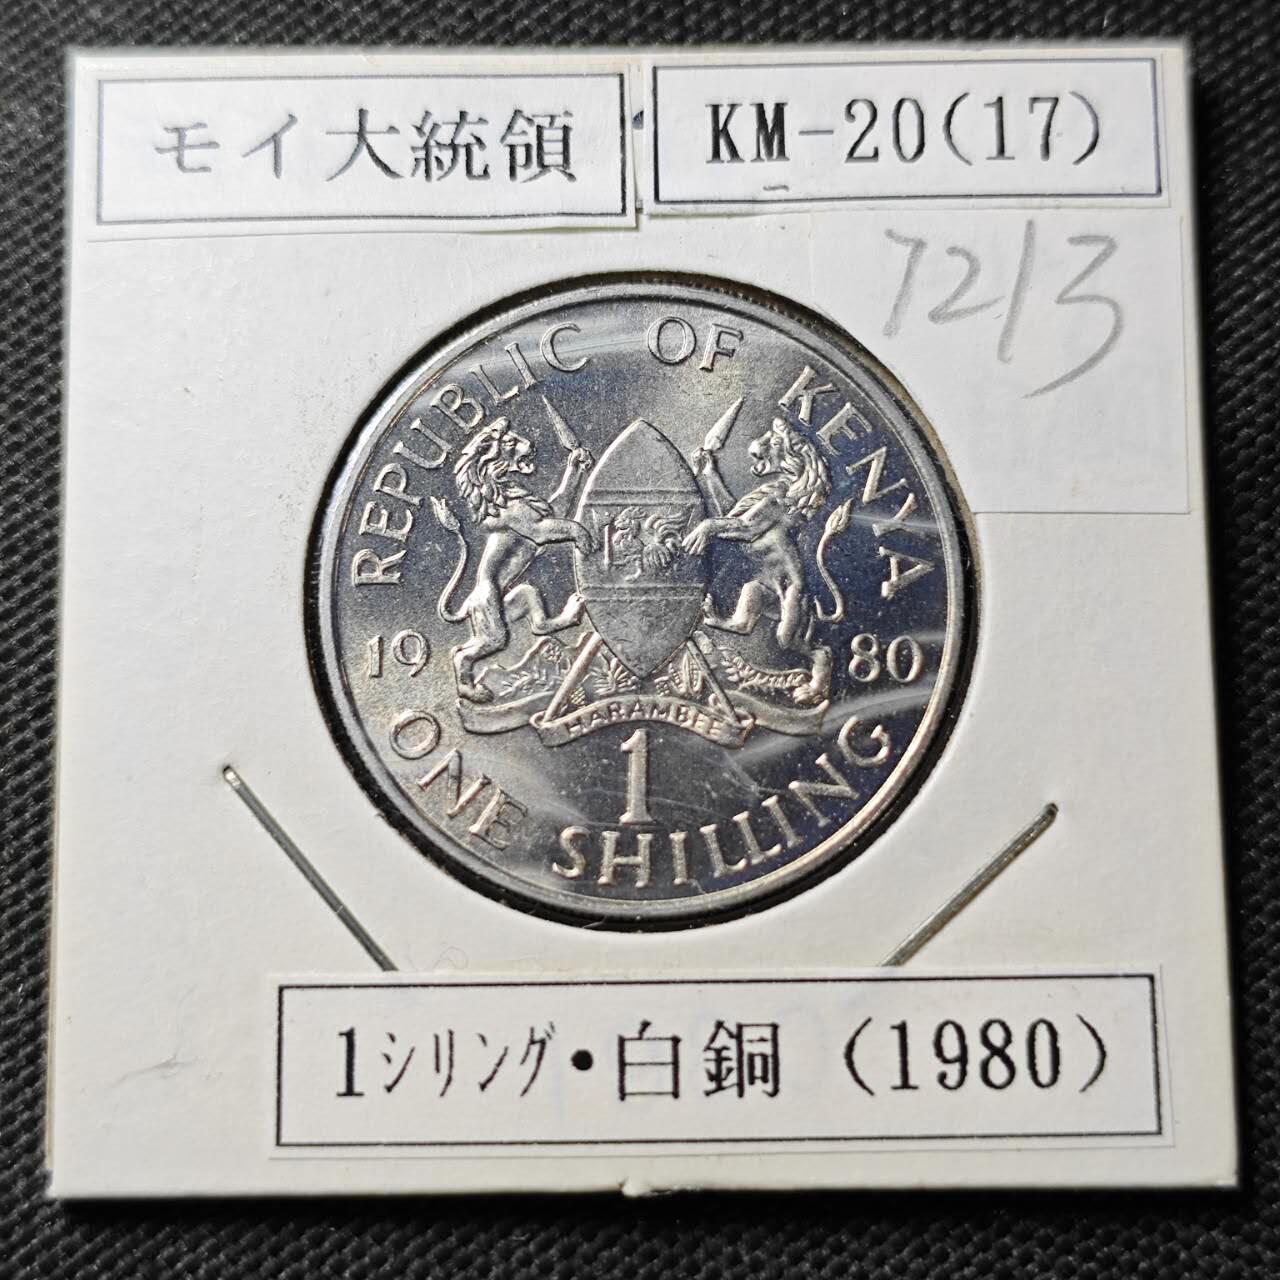 モイ大統領
KM-20(17)
7213
REPUBLIC OF KENYA
19 80
HARAMBEE
1
ONE SHILLING
1シリング・白銅（1980）